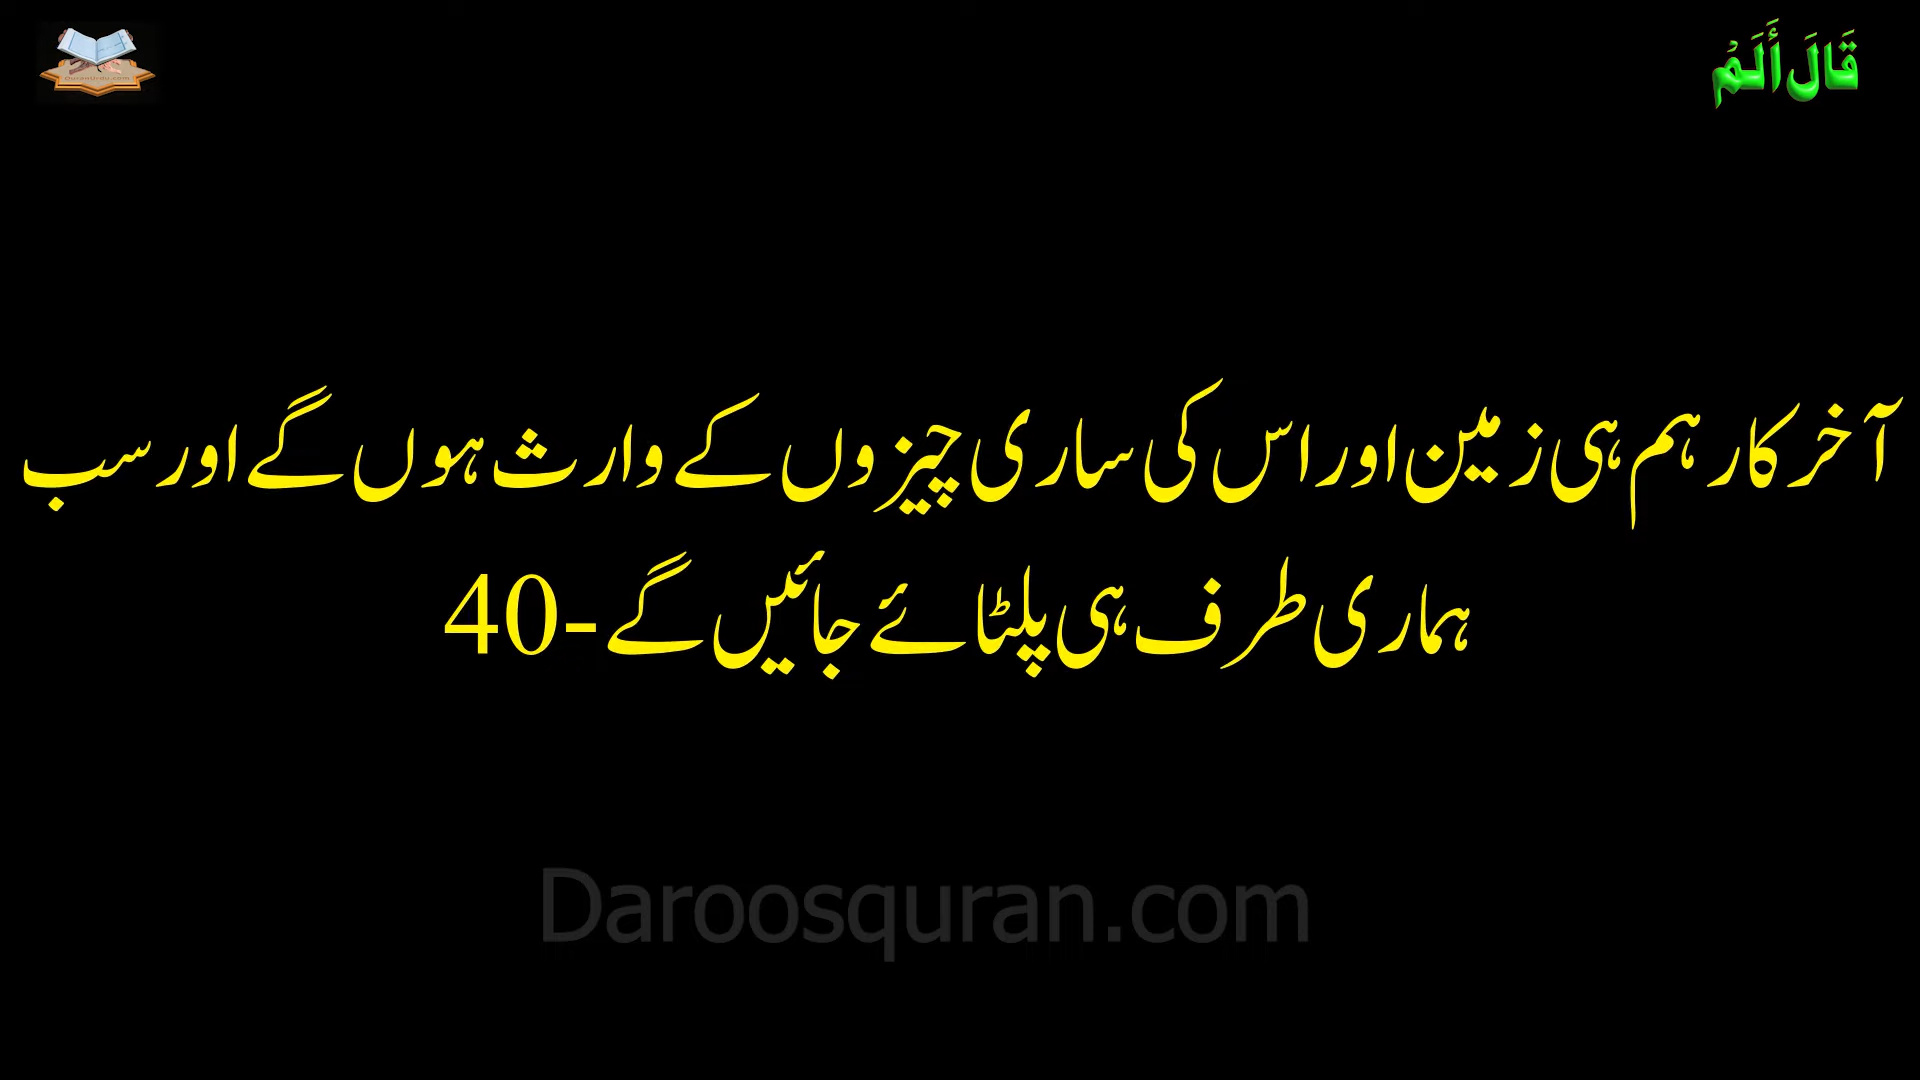 قَالَ أَلَمْ
آخرکار ہم ہی زمین اور اس کی ساری چیزوں کے وارث ہوں گے اور سب
ہماری طرف ہی پلٹائے جائیں گے -40
Daroosquran.com